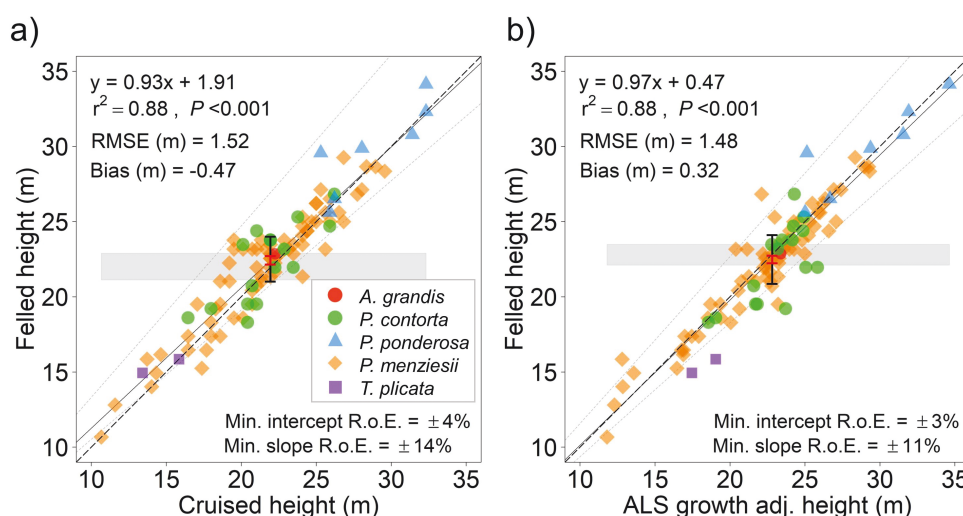 a)
y = 0.93x + 1.91
r² = 0.88 , P <0.001
RMSE (m) = 1.52
Bias (m) = -0.47
35
30
25
20
15
10
Felled height (m)
A. grandis
P. contorta
P. ponderosa
P. menziesii
T. plicata
Min. intercept R.o.E. = ±4%
Min. slope R.o.E. = ±14%
10 15 20 25 30 35
Cruised height (m)
b)
y = 0.97x + 0.47
r² = 0.88 , P <0.001
RMSE (m) = 1.48
Bias (m) = 0.32
35
30
25
20
15
10
Felled height (m)
Min. intercept R.o.E. = ±3%
Min. slope R.o.E. = ±11%
10 15 20 25 30 35
ALS growth adj. height (m)